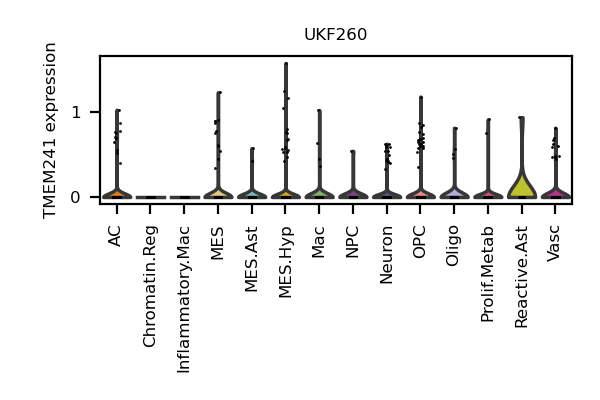 UKF260
TMEM241 expression
1
0
AC
Chromatin.Reg
Inflammatory.Mac
MES
MES.Ast
MES.Hyp
Mac
NPC
Neuron
OPC
Oligo
Prolif.Metab
Reactive.Ast
Vasc